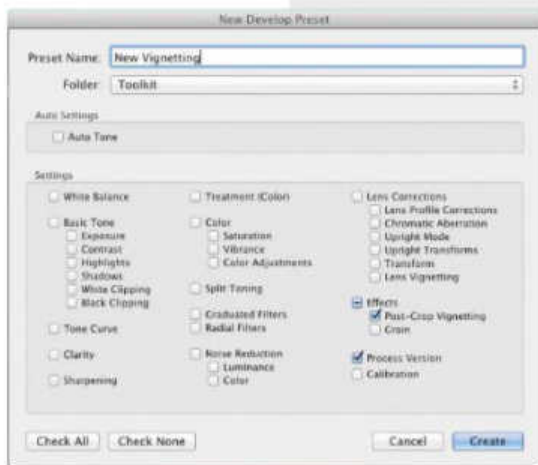 New Develop Preset
Preset Name: New Vignetting
Folder: Toolkit
Auto Settings
Auto Tone
Settings
White Balance
Basic Tone
Exposure
Contrast
Highlights
Shadows
White Clipping
Black Clipping
Tone Curve
Clarity
Sharpening
Treatment (Color)
Color
Saturation
Vibrance
Color Adjustments
Split Toning
Graduated Filters
Radial Filters
Noise Reduction
Luminance
Color
Lens Corrections
Lens Profile Corrections
Chromatic Aberration
Upright Mode
Upright Transforms
Transform
Lens Vignetting
Effects
Post-Crop Vignetting
Grain
Process Version
Calibration
Check All Check None Cancel Create